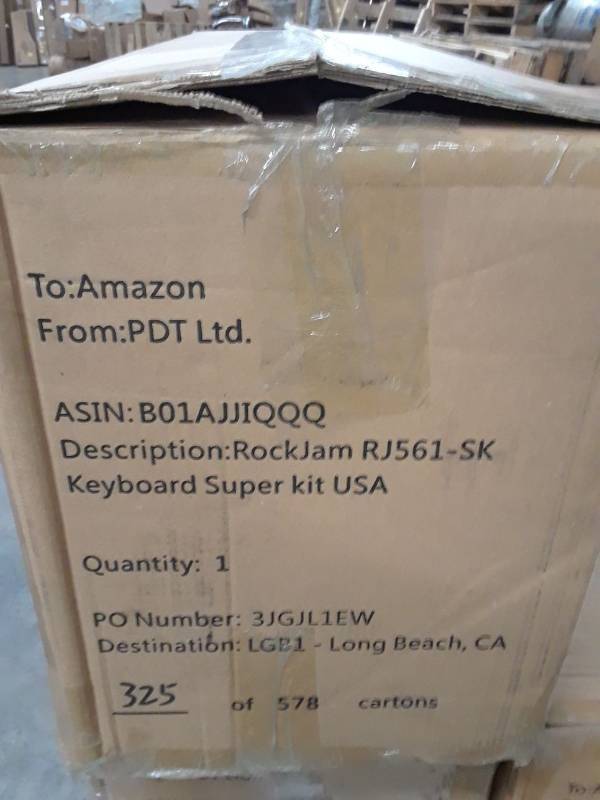 To:Amazon
From:PDT Ltd.
ASIN:B01AJJIQQQ
Description:RockJam RJ561-SK
Keyboard Super kit USA
Quantity: 1
PO Number: 3JGJL1EW
Destination: LGB1 - Long Beach, CA
325 of 578 cartons